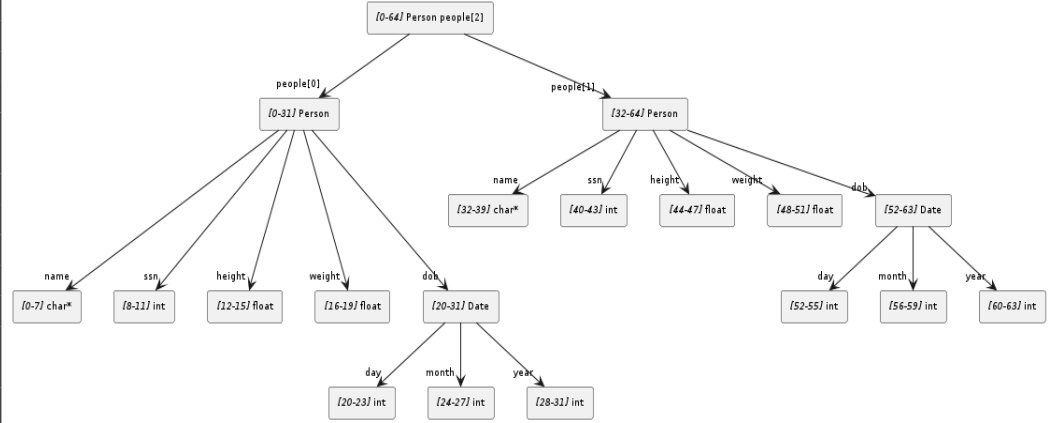 [0-64] Person people[2]
people[0]
people[1]
[0-31] Person
[32-64] Person
name
ssn
height
weight
dob
[32-39] char*
[40-43] int
[44-47] float
[48-51] float
[52-63] Date
name
ssn
height
weight
dob
day
month
year
[0-7] char*
[8-11] int
[12-15] float
[16-19] float
[20-31] Date
[52-55] int
[56-59] int
[60-63] int
day
month
year
[20-23] int
[24-27] int
[28-31] int